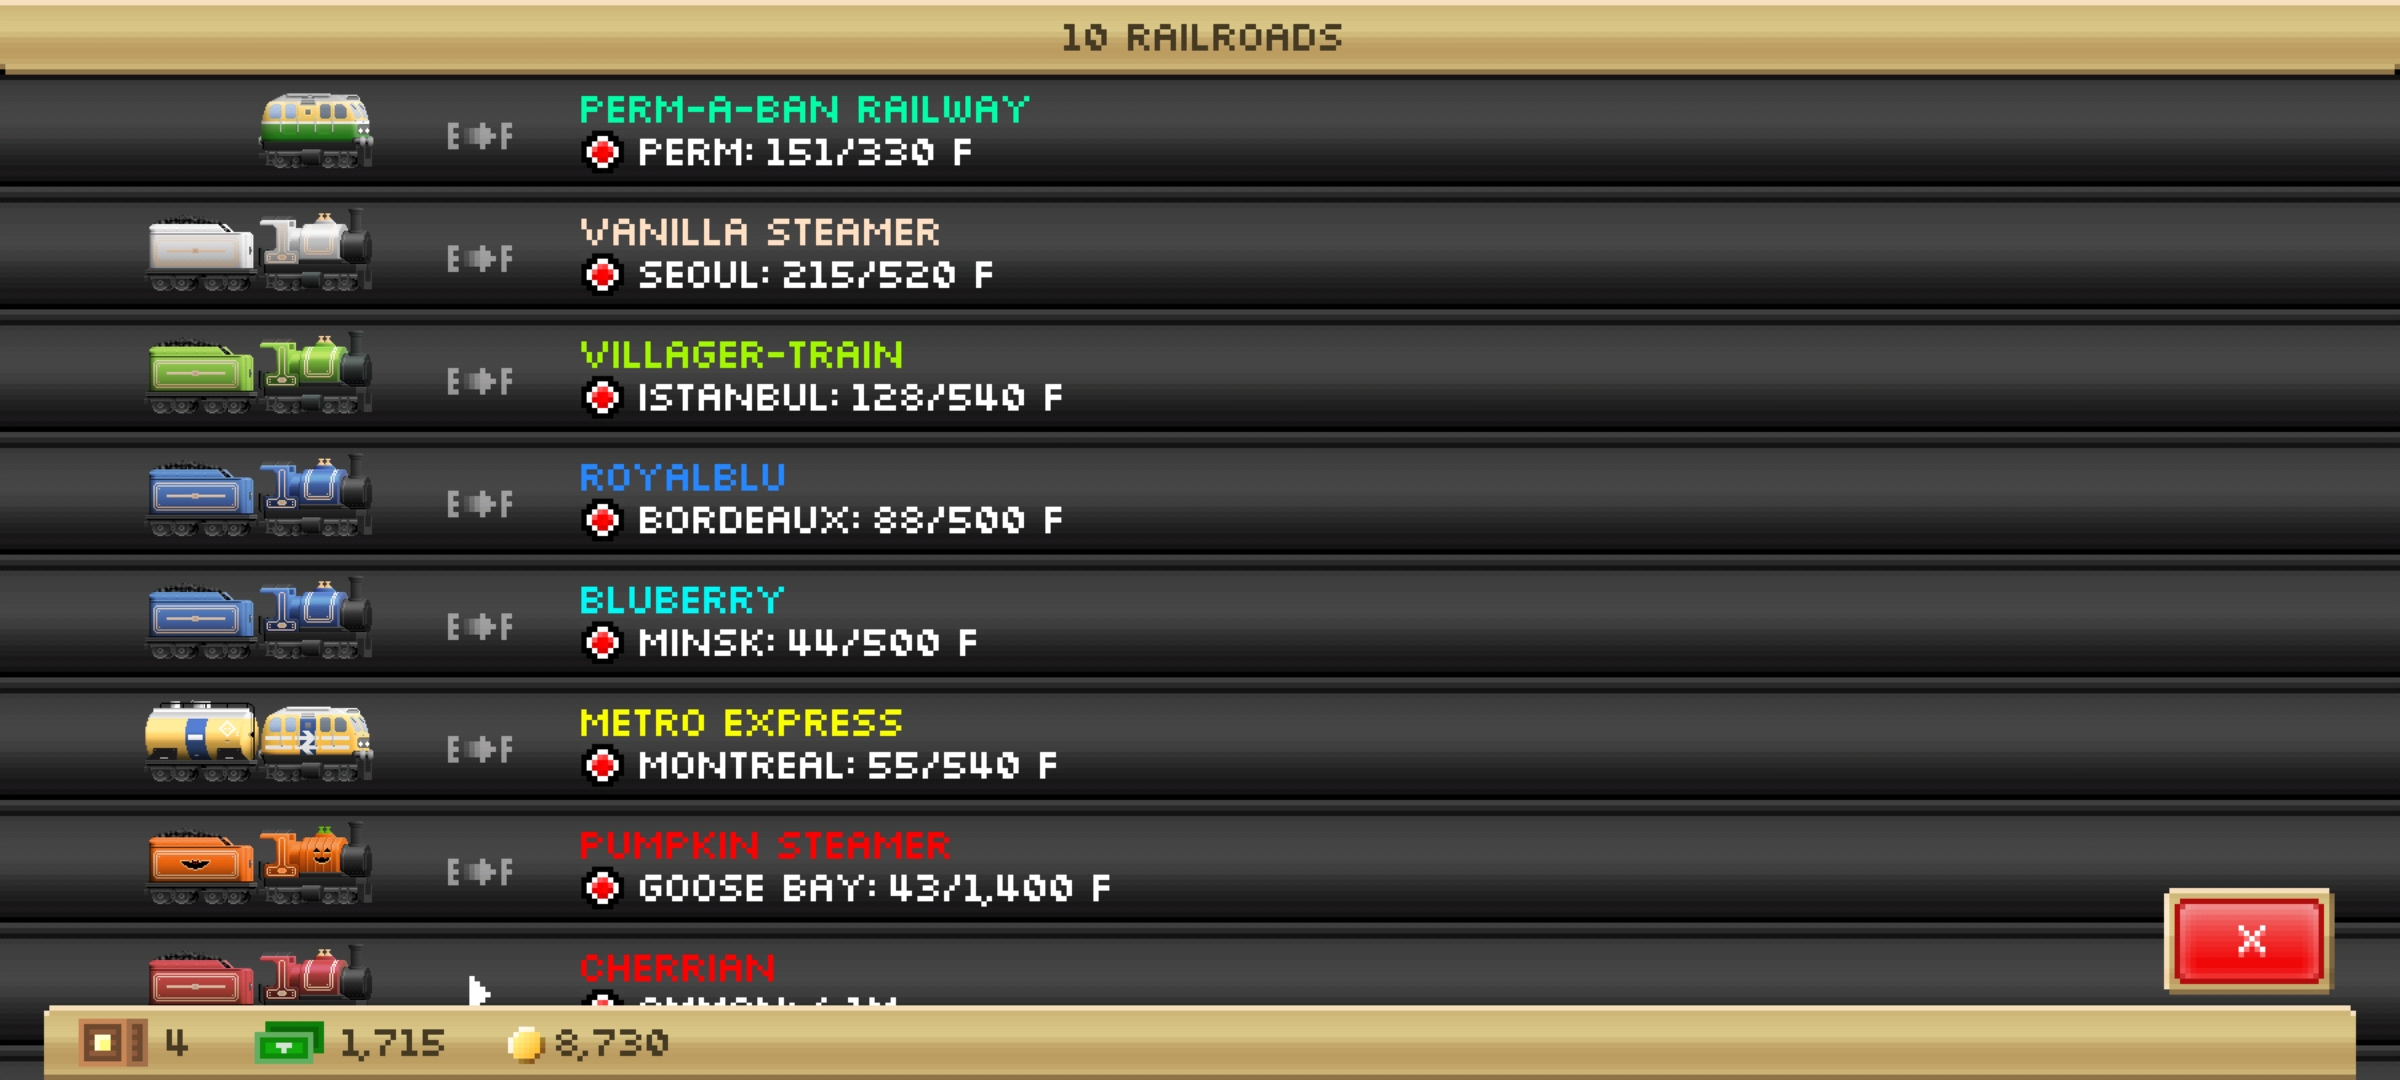 10 RAILROADS
E F
PERM-A-BAN RAILWAY
PERM: 151/330 F
E F
VANILLA STEAMER
SEOUL: 215/520 F
E F
VILLAGER-TRAIN
ISTANBUL: 128/540 F
E F
ROYALBLU
BORDEAUX: 88/500 F
E F
BLUBERRY
MINSK: 44/500 F
E F
METRO EXPRESS
MONTREAL: 55/540 F
E F
PUMPKIN STEAMER
GOOSE BAY: 43/1,400 F
X
CHERRIAN
4 1,715 8,730